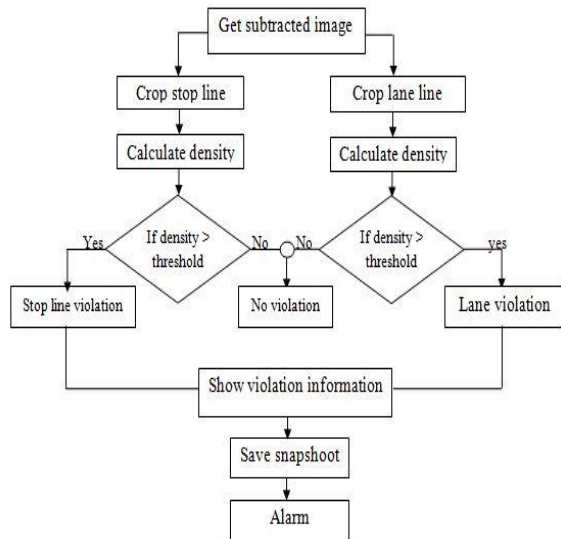 Get subtracted image
Crop stop line
Crop lane line
Calculate density
Calculate density
Yes
If density >
threshold
No
No
If density >
threshold
yes
Stop line violation
No violation
Lane violation
Show violation information
Save snapshoot
Alarm